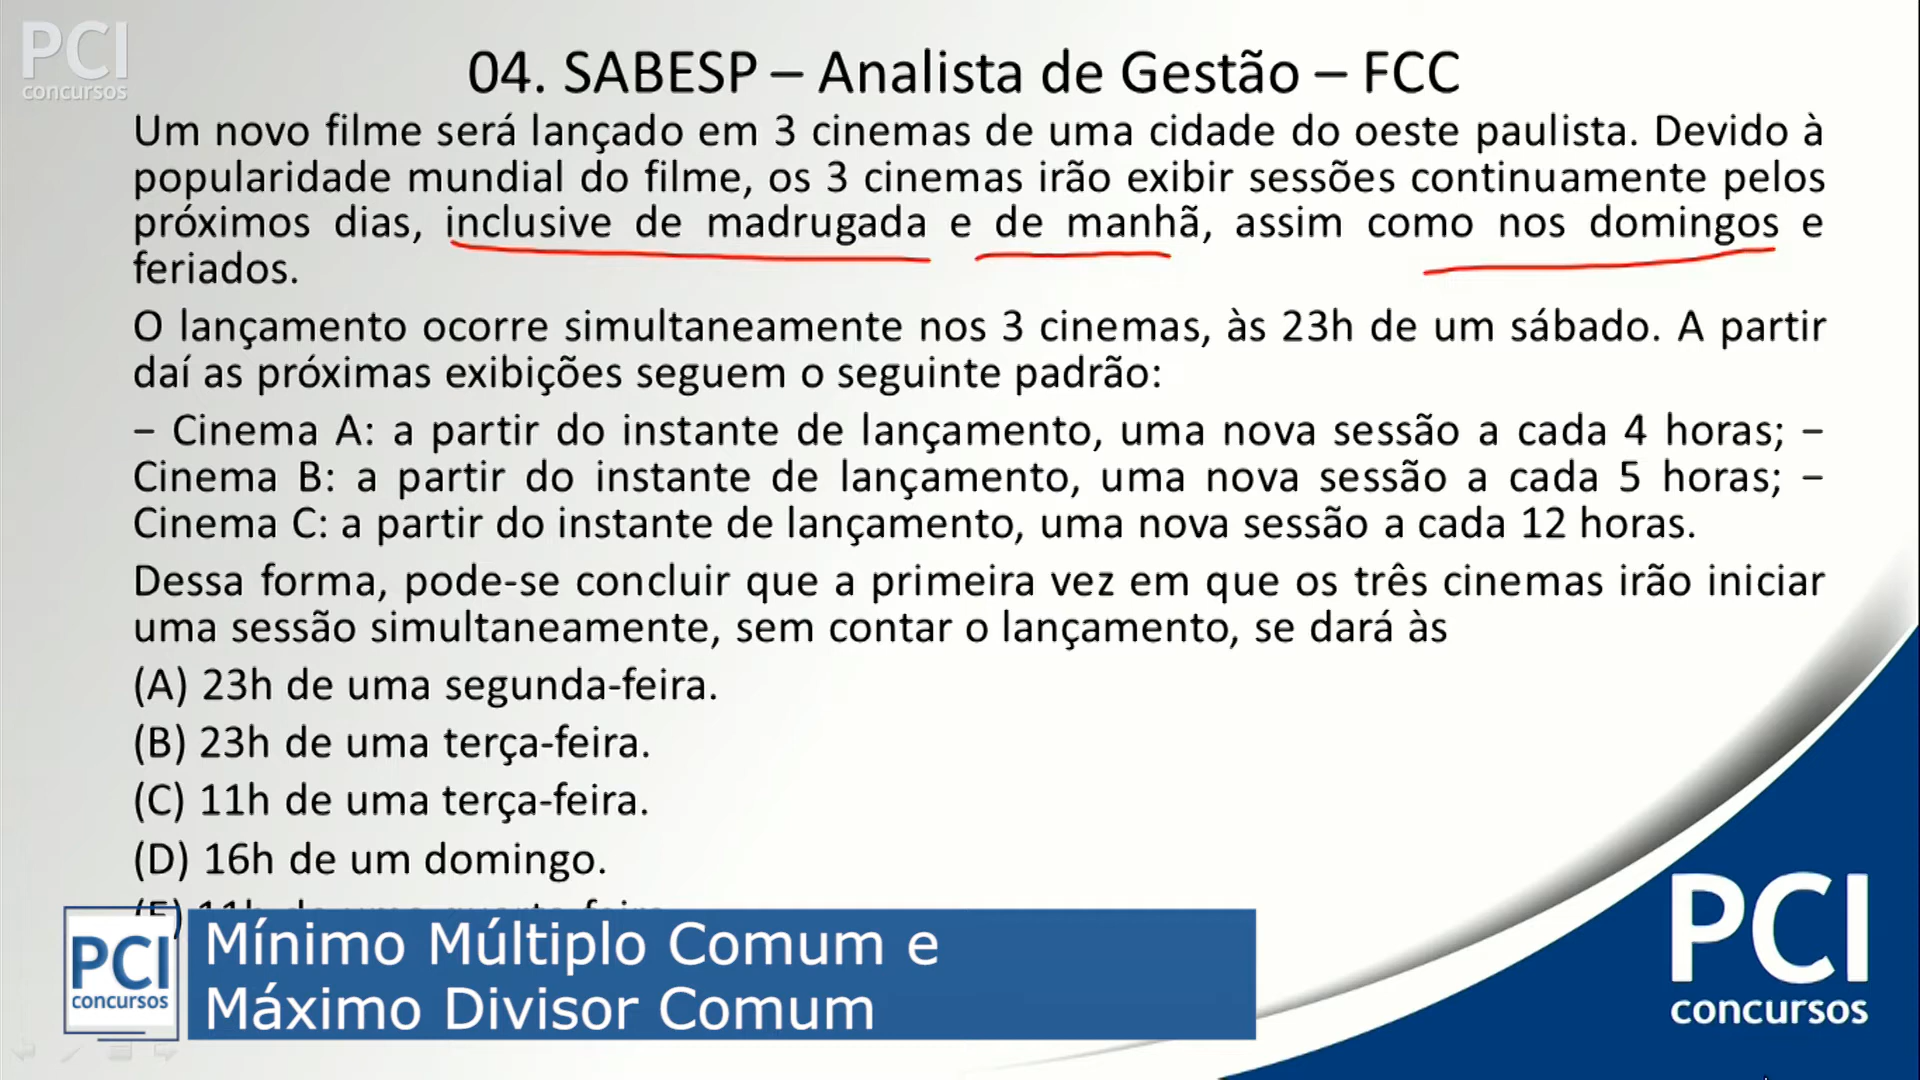 PCI
concursos
04. SABESP – Analista de Gestão – FCC
Um novo filme será lançado em 3 cinemas de uma cidade do oeste paulista. Devido à
popularidade mundial do filme, os 3 cinemas irão exibir sessões continuamente pelos
próximos dias, inclusive de madrugada e de manhã, assim como nos domingos e
feriados.
O lançamento ocorre simultaneamente nos 3 cinemas, às 23h de um sábado. A partir
daí as próximas exibições seguem o seguinte padrão:
− Cinema A: a partir do instante de lançamento, uma nova sessão a cada 4 horas; −
Cinema B: a partir do instante de lançamento, uma nova sessão a cada 5 horas; −
Cinema C: a partir do instante de lançamento, uma nova sessão a cada 12 horas.
Dessa forma, pode-se concluir que a primeira vez em que os três cinemas irão iniciar
uma sessão simultaneamente, sem contar o lançamento, se dará às
(A) 23h de uma segunda-feira.
(B) 23h de uma terça-feira.
(C) 11h de uma terça-feira.
(D) 16h de um domingo.
PCI
concursos
Mínimo Múltiplo Comum e
Máximo Divisor Comum
PCI
concursos